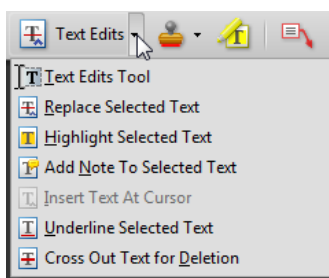 Text Edits
Text Edits Tool
Replace Selected Text
Highlight Selected Text
Add Note To Selected Text
Insert Text At Cursor
Underline Selected Text
Cross Out Text for Deletion